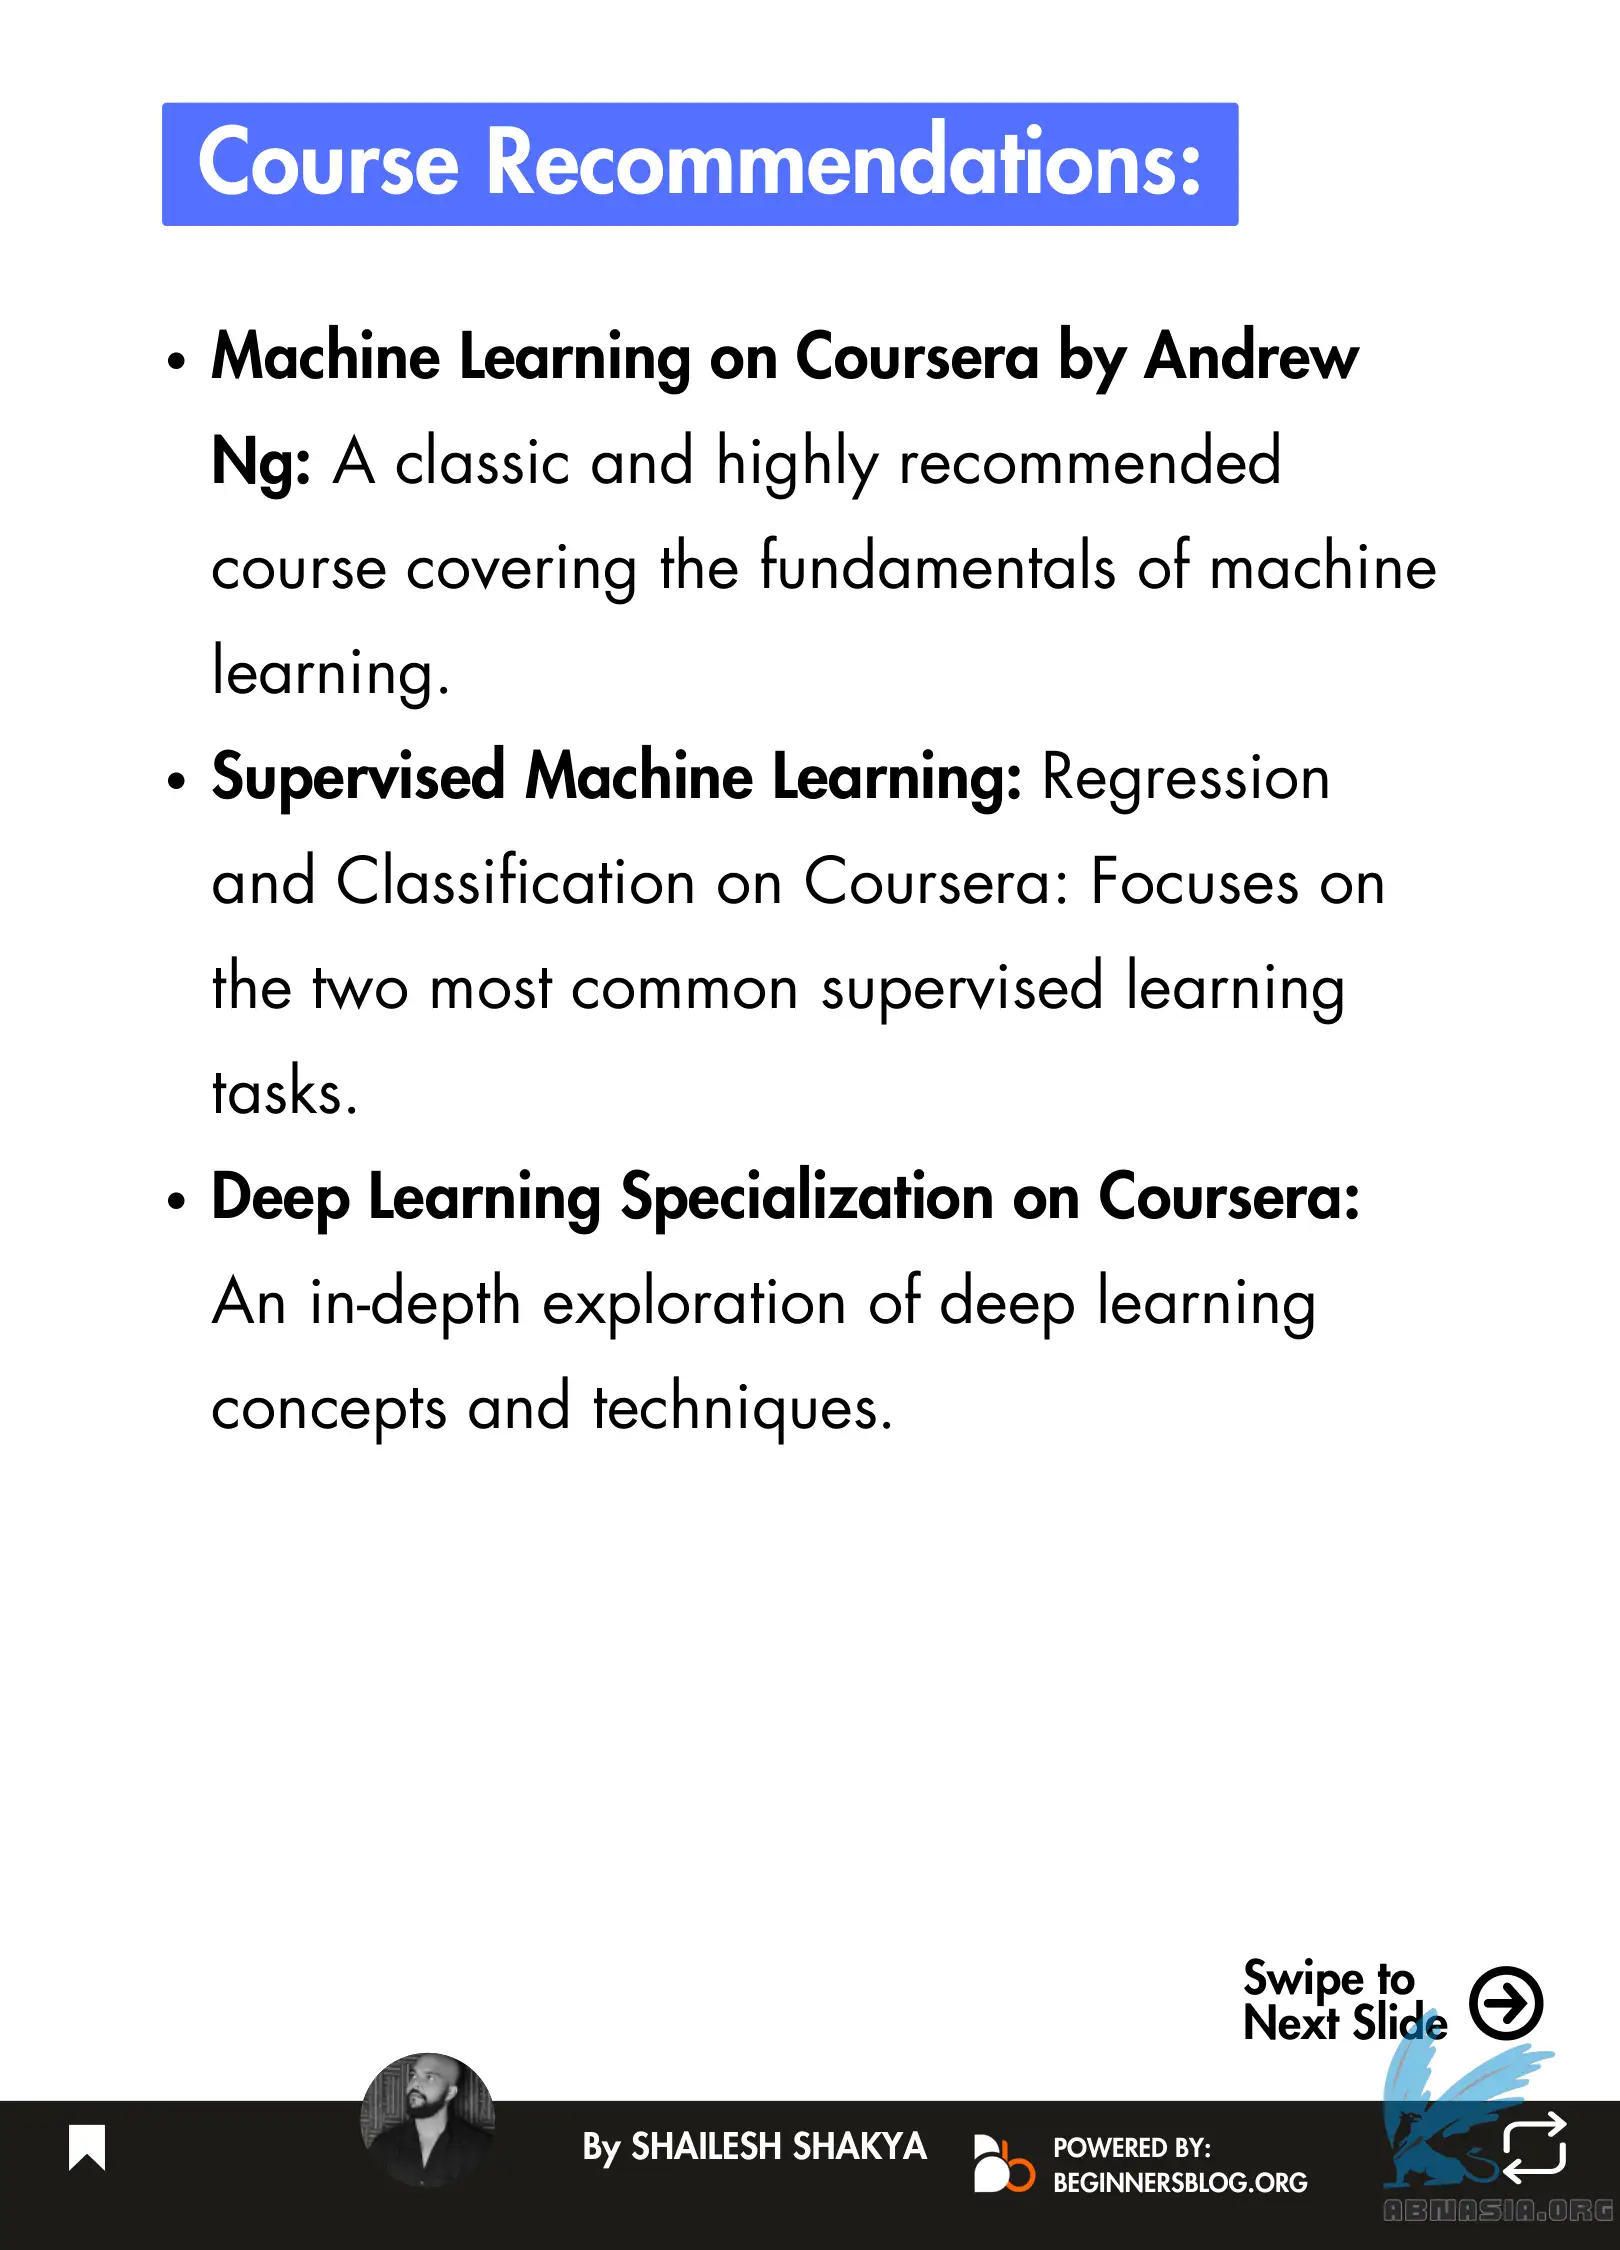 Course Recommendations:
• Machine Learning on Coursera by Andrew
Ng: A classic and highly recommended
course covering the fundamentals of machine
learning.
• Supervised Machine Learning: Regression
and Classification on Coursera: Focuses on
the two most common supervised learning
tasks.
• Deep Learning Specialization on Coursera:
An in-depth exploration of deep learning
concepts and techniques.
Swipe to
Next Slide
By SHAILESH SHAKYA
POWERED BY:
BEGINNERSBLOG.ORG
ABNASIA.ORG